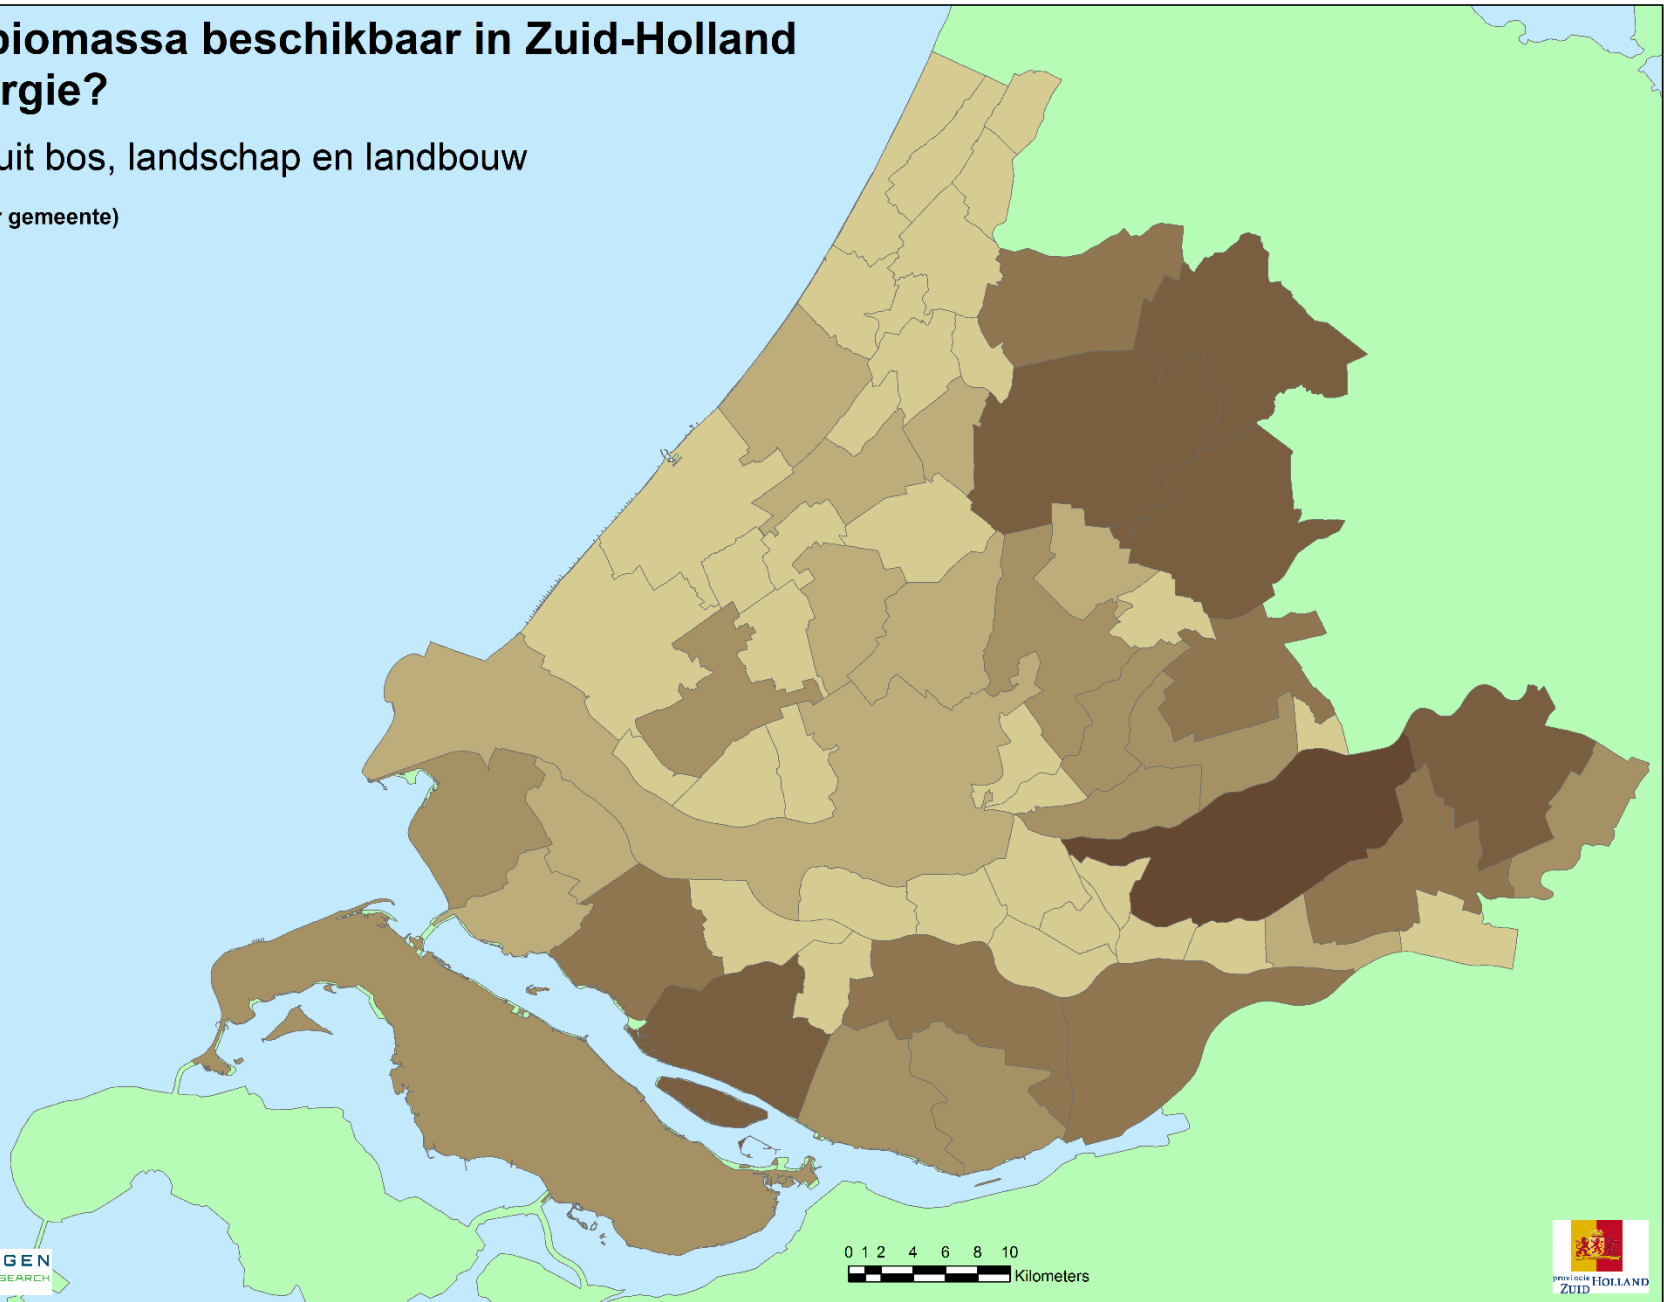 biomassa beschikbaar in Zuid-Holland
rgie?
uit bos, landschap en landbouw
r gemeente)
0 1 2 4 6 8 10
Kilometers
GEN
SEARCH
provincie
ZUID HOLLAND